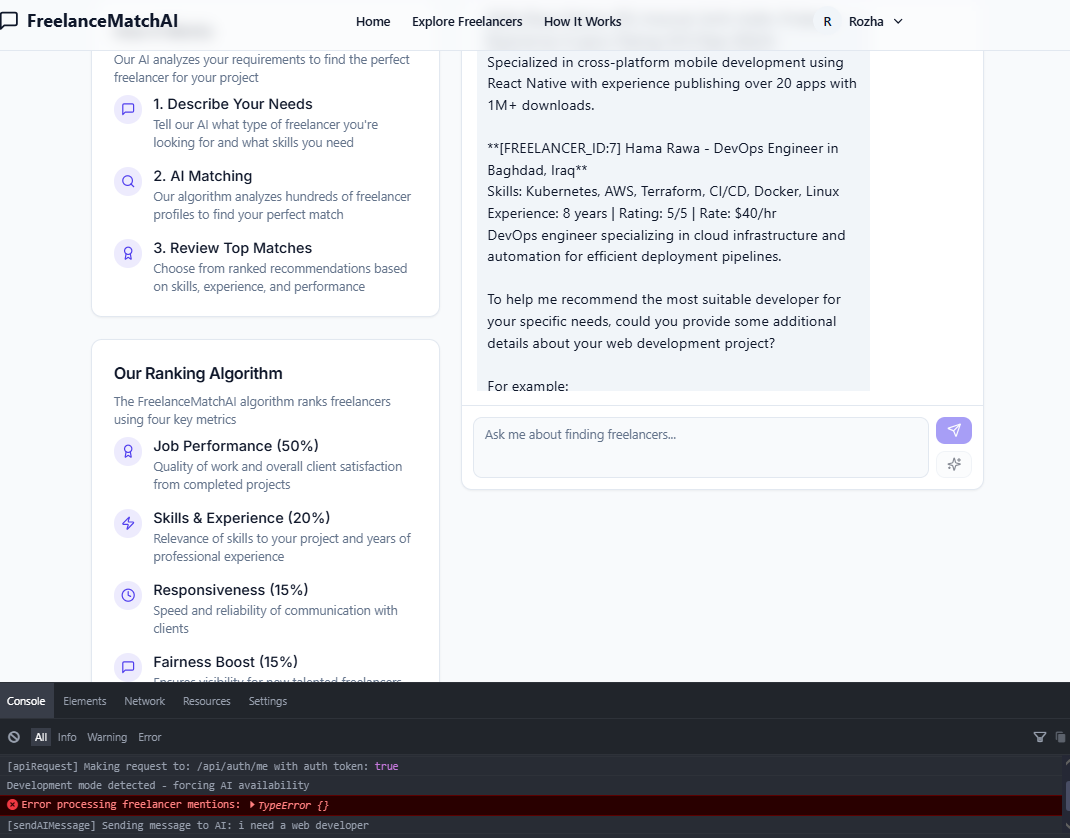 FreelanceMatchAI
Home
Explore Freelancers
How It Works
R
Rozha
Our AI analyzes your requirements to find the perfect
freelancer for your project
1. Describe Your Needs
Tell our AI what type of freelancer you're
looking for and what skills you need
2. AI Matching
Our algorithm analyzes hundreds of freelancer
profiles to find your perfect match
3. Review Top Matches
Choose from ranked recommendations based
on skills, experience, and performance
Our Ranking Algorithm
The FreelanceMatchAI algorithm ranks freelancers
using four key metrics
Job Performance (50%)
Quality of work and overall client satisfaction
from completed projects
Skills & Experience (20%)
Relevance of skills to your project and years of
professional experience
Responsiveness (15%)
Speed and reliability of communication with
clients
Fairness Boost (15%)
Ensures visibility for new talented freelancers
Specialized in cross-platform mobile development using
React Native with experience publishing over 20 apps with
1M+ downloads.
**[FREELANCER_ID:7] Hama Rawa - DevOps Engineer in
Baghdad, Iraq**
Skills: Kubernetes, AWS, Terraform, CI/CD, Docker, Linux
Experience: 8 years | Rating: 5/5 | Rate: $40/hr
DevOps engineer specializing in cloud infrastructure and
automation for efficient deployment pipelines.
To help me recommend the most suitable developer for
your specific needs, could you provide some additional
details about your web development project?
For example:
Ask me about finding freelancers...
Console
Elements
Network
Resources
Settings
All
Info
Warning
Error
[apiRequest] Making request to: /api/auth/me with auth token: true
Development mode detected - forcing AI availability
Error processing freelancer mentions: TypeError {}
[sendAIMessage] Sending message to AI: i need a web developer